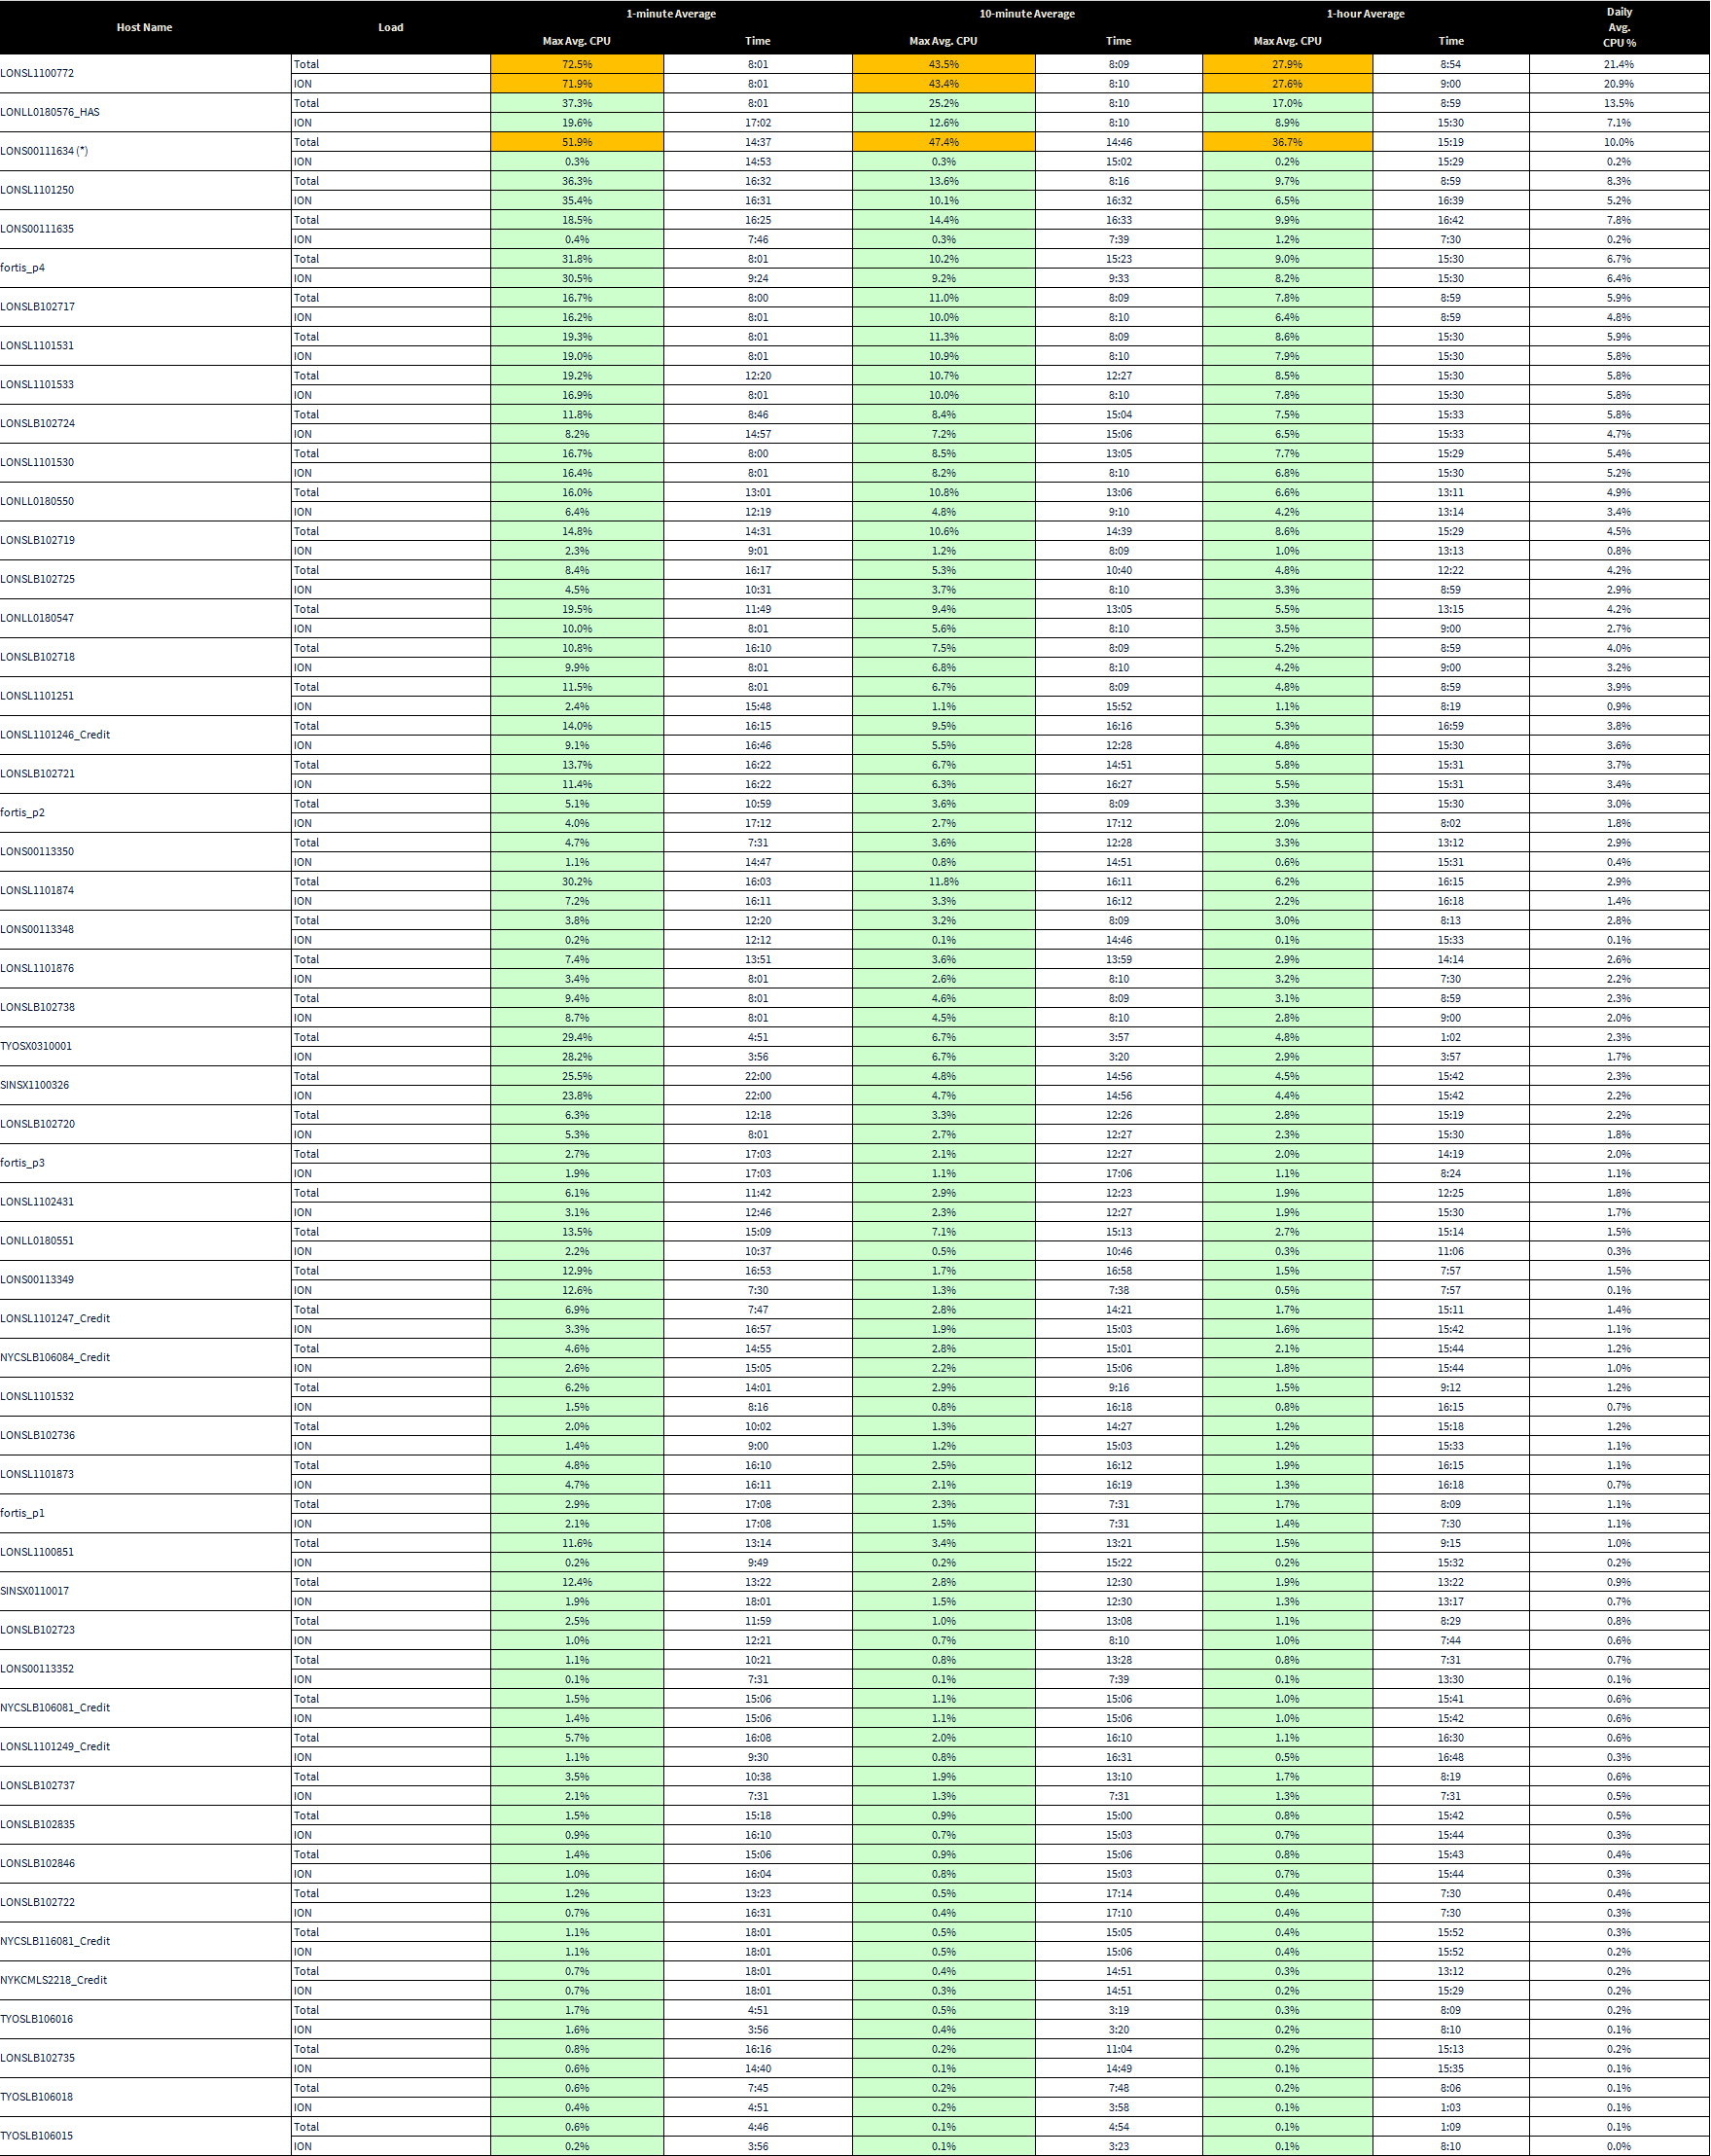 Host Name Load 1-minute Average 10-minute Average 1-hour Average Daily Avg. CPU %
Max Avg. CPU Time Max Avg. CPU Time Max Avg. CPU Time
LONSL1100772 Total 72.5% 8:01 43.5% 8:09 27.9% 8:54 21.4%
ION 71.9% 8:01 43.4% 8:10 27.6% 9:00 20.9%
LONLL0180576_HAS Total 37.3% 8:01 25.2% 8:10 17.0% 8:59 13.5%
ION 19.6% 17:02 12.6% 8:10 8.9% 15:30 7.1%
LONS00111634 (*) Total 51.9% 14:37 47.4% 14:46 36.7% 15:19 10.0%
ION 0.3% 14:53 0.3% 15:02 0.2% 15:29 0.2%
LONSL1101250 Total 36.3% 16:32 13.6% 8:16 9.7% 8:59 8.3%
ION 35.4% 16:31 10.1% 16:32 6.5% 16:39 5.2%
LONS00111635 Total 18.5% 16:25 14.4% 16:33 9.9% 16:42 7.8%
ION 0.4% 7:46 0.3% 7:39 1.2% 7:30 0.2%
fortis_p4 Total 31.8% 8:01 10.2% 15:23 9.0% 15:30 6.7%
ION 30.5% 9:24 9.2% 9:33 8.2% 15:30 6.4%
LONSLB102717 Total 16.7% 8:00 11.0% 8:09 7.8% 8:59 5.9%
ION 16.2% 8:01 10.0% 8:10 6.4% 8:59 4.8%
LONSL1101531 Total 19.3% 8:01 11.3% 8:09 8.6% 15:30 5.9%
ION 19.0% 8:01 10.9% 8:10 7.9% 15:30 5.8%
LONSL1101533 Total 19.2% 12:20 10.7% 12:27 8.5% 15:30 5.8%
ION 16.9% 8:01 10.0% 8:10 7.8% 15:30 5.8%
LONSLB102724 Total 11.8% 8:46 8.4% 15:04 7.5% 15:33 5.8%
ION 8.2% 14:57 7.2% 15:06 6.5% 15:33 4.7%
LONSL1101530 Total 16.7% 8:00 8.5% 13:05 7.7% 15:29 5.4%
ION 16.4% 8:01 8.2% 8:10 6.8% 15:30 5.2%
LONLL0180550 Total 16.0% 13:01 10.8% 13:06 6.6% 13:11 4.9%
ION 6.4% 12:19 4.8% 9:10 4.2% 13:14 3.4%
LONSLB102719 Total 14.8% 14:31 10.6% 14:39 8.6% 15:29 4.5%
ION 2.3% 9:01 1.2% 8:09 1.0% 13:13 0.8%
LONSLB102725 Total 8.4% 16:17 5.3% 10:40 4.8% 12:22 4.2%
ION 4.5% 10:31 3.7% 8:10 3.3% 8:59 2.9%
LONLL0180547 Total 19.5% 11:49 9.4% 13:05 5.5% 13:15 4.2%
ION 10.0% 8:01 5.6% 8:10 3.5% 9:00 2.7%
LONSLB102718 Total 10.8% 16:10 7.5% 8:09 5.2% 8:59 4.0%
ION 9.9% 8:01 6.8% 8:10 4.2% 9:00 3.2%
LONSL1101251 Total 11.5% 8:01 6.7% 8:09 4.8% 8:59 3.9%
ION 2.4% 15:48 1.1% 15:52 1.1% 8:19 0.9%
LONSL1101246_Credit Total 14.0% 16:15 9.5% 16:16 5.3% 16:59 3.8%
ION 9.1% 16:46 5.5% 12:28 4.8% 15:30 3.6%
LONSLB102721 Total 13.7% 16:22 6.7% 14:51 5.8% 15:31 3.7%
ION 11.4% 16:22 6.3% 16:27 5.5% 15:31 3.4%
fortis_p2 Total 5.1% 10:59 3.6% 8:09 3.3% 15:30 3.0%
ION 4.0% 17:12 2.7% 17:12 2.0% 8:02 1.8%
LONS00113350 Total 4.7% 7:31 3.6% 12:28 3.3% 13:12 2.9%
ION 1.1% 14:47 0.8% 14:51 0.6% 15:31 0.4%
LONSL1101874 Total 30.2% 16:03 11.8% 16:11 6.2% 16:15 2.9%
ION 7.2% 16:11 3.3% 16:12 2.2% 16:18 1.4%
LONS00113348 Total 3.8% 12:20 3.2% 8:09 3.0% 8:13 2.8%
ION 0.2% 12:12 0.1% 14:46 0.1% 15:33 0.1%
LONSL1101876 Total 7.4% 13:51 3.6% 13:59 2.9% 14:14 2.6%
ION 3.4% 8:01 2.6% 8:10 3.2% 7:30 2.2%
LONSLB102738 Total 9.4% 8:01 4.6% 8:09 3.1% 8:59 2.3%
ION 8.7% 8:01 4.5% 8:10 2.8% 9:00 2.0%
TYOSX0310001 Total 29.4% 4:51 6.7% 3:57 4.8% 1:02 2.3%
ION 28.2% 3:56 6.7% 3:20 2.9% 3:57 1.7%
SINSX1100326 Total 25.5% 22:00 4.8% 14:56 4.5% 15:42 2.3%
ION 23.8% 22:00 4.7% 14:56 4.4% 15:42 2.2%
LONSLB102720 Total 6.3% 12:18 3.3% 12:26 2.8% 15:19 2.2%
ION 5.3% 8:01 2.7% 12:27 2.3% 15:30 1.8%
fortis_p3 Total 2.7% 17:03 2.1% 12:27 2.0% 14:19 2.0%
ION 1.9% 17:03 1.1% 17:06 1.1% 8:24 1.1%
LONSL1102431 Total 6.1% 11:42 2.9% 12:23 1.9% 12:25 1.8%
ION 3.1% 12:46 2.3% 12:27 1.9% 15:30 1.7%
LONLL0180551 Total 13.5% 15:09 7.1% 15:13 2.7% 15:14 1.5%
ION 2.2% 10:37 0.5% 10:46 0.3% 11:06 0.3%
LONS00113349 Total 12.9% 16:53 1.7% 16:58 1.5% 7:57 1.5%
ION 12.6% 7:30 1.3% 7:38 0.5% 7:57 0.1%
LONSL1101247_Credit Total 6.9% 7:47 2.8% 14:21 1.7% 15:11 1.4%
ION 3.3% 16:57 1.9% 15:03 1.6% 15:42 1.1%
NYCSLB106084_Credit Total 4.6% 14:55 2.8% 15:01 2.1% 15:44 1.2%
ION 2.6% 15:05 2.2% 15:06 1.8% 15:44 1.0%
LONSL1101532 Total 6.2% 14:01 2.9% 9:16 1.5% 9:12 1.2%
ION 1.5% 8:16 0.8% 16:18 0.8% 16:15 0.7%
LONSLB102736 Total 2.0% 10:02 1.3% 14:27 1.2% 15:18 1.2%
ION 1.4% 9:00 1.2% 15:03 1.2% 15:33 1.1%
LONSL1101873 Total 4.8% 16:10 2.5% 16:12 1.9% 16:15 1.1%
ION 4.7% 16:11 2.1% 16:19 1.3% 16:18 0.7%
fortis_p1 Total 2.9% 17:08 2.3% 7:31 1.7% 8:09 1.1%
ION 2.1% 17:08 1.5% 7:31 1.4% 7:30 1.1%
LONSL1100851 Total 11.6% 13:14 3.4% 13:21 1.5% 9:15 1.0%
ION 0.2% 9:49 0.2% 15:22 0.2% 15:32 0.2%
SINSX0110017 Total 12.4% 13:22 2.8% 12:30 1.9% 13:22 0.9%
ION 1.9% 18:01 1.5% 12:30 1.3% 13:17 0.7%
LONSLB102723 Total 2.5% 11:59 1.0% 13:08 1.1% 8:29 0.8%
ION 1.0% 12:21 0.7% 8:10 1.0% 7:44 0.6%
LONS00113352 Total 1.1% 10:21 0.8% 13:28 0.8% 7:31 0.7%
ION 0.1% 7:31 0.1% 7:39 0.1% 13:30 0.1%
NYCSLB106081_Credit Total 1.5% 15:06 1.1% 15:06 1.0% 15:41 0.6%
ION 1.4% 15:06 1.1% 15:06 1.0% 15:42 0.6%
LONSL1101249_Credit Total 5.7% 16:08 2.0% 16:10 1.1% 16:30 0.6%
ION 1.1% 9:30 0.8% 16:31 0.5% 16:48 0.3%
LONSLB102737 Total 3.5% 10:38 1.9% 13:10 1.7% 8:19 0.6%
ION 2.1% 7:31 1.3% 7:31 1.3% 7:31 0.5%
LONSLB102835 Total 1.5% 15:18 0.9% 15:00 0.8% 15:42 0.5%
ION 0.9% 16:10 0.7% 15:03 0.7% 15:44 0.3%
LONSLB102846 Total 1.4% 15:06 0.9% 15:06 0.8% 15:43 0.4%
ION 1.0% 16:04 0.8% 15:03 0.7% 15:44 0.3%
LONSLB102722 Total 1.2% 13:23 0.5% 17:14 0.4% 7:30 0.4%
ION 0.7% 16:31 0.4% 17:10 0.4% 7:30 0.3%
NYCSLB116081_Credit Total 1.1% 18:01 0.5% 15:05 0.4% 15:52 0.3%
ION 1.1% 18:01 0.5% 15:06 0.4% 15:52 0.2%
NYKCMLS2218_Credit Total 0.7% 18:01 0.4% 14:51 0.3% 13:12 0.2%
ION 0.7% 18:01 0.3% 14:51 0.2% 15:29 0.2%
TYOSLB106016 Total 1.7% 4:51 0.5% 3:19 0.3% 8:09 0.2%
ION 1.6% 3:56 0.4% 3:20 0.2% 8:10 0.1%
LONSLB102735 Total 0.8% 16:16 0.2% 11:04 0.2% 15:13 0.2%
ION 0.6% 14:40 0.1% 14:49 0.1% 15:35 0.1%
TYOSLB106018 Total 0.6% 7:45 0.2% 7:48 0.2% 8:06 0.1%
ION 0.4% 4:51 0.2% 3:58 0.1% 1:03 0.1%
TYOSLB106015 Total 0.6% 4:46 0.1% 4:54 0.1% 1:09 0.1%
ION 0.2% 3:56 0.1% 3:23 0.1% 8:10 0.0%